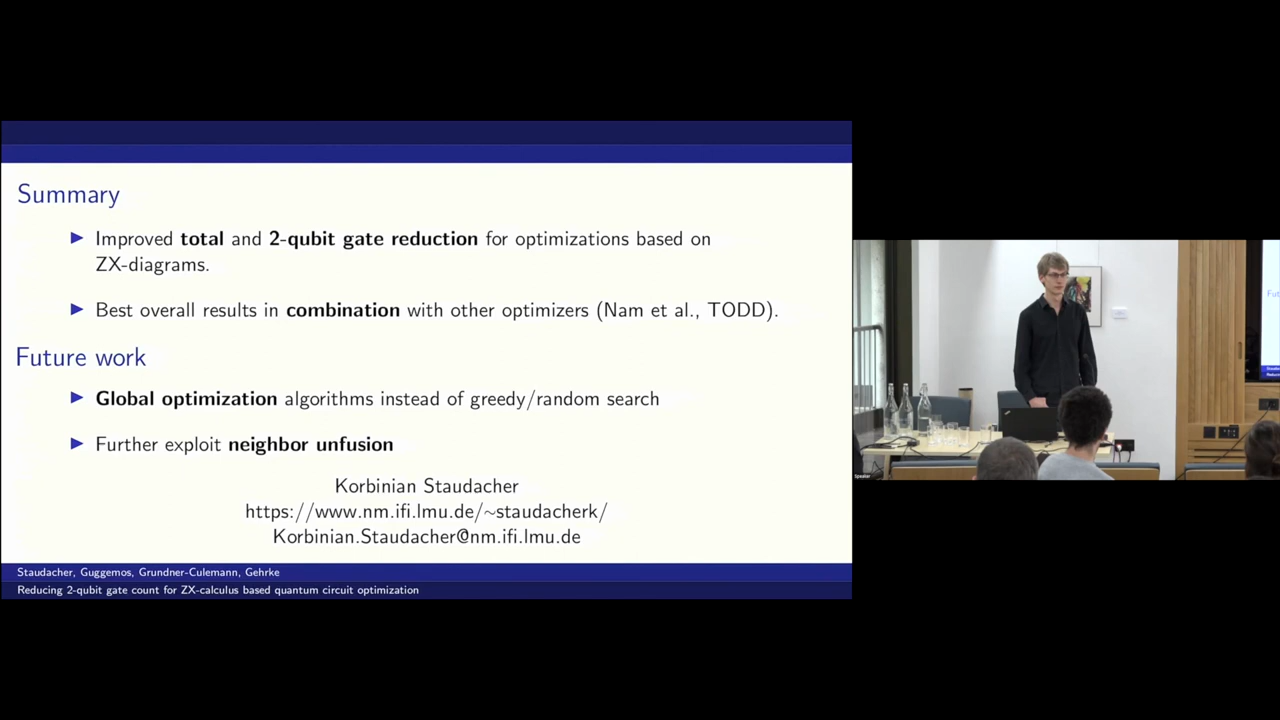 Summary
Improved total and 2-qubit gate reduction for optimizations based on
ZX-diagrams.
Best overall results in combination with other optimizers (Nam et al., TODD).
Future work
Global optimization algorithms instead of greedy/random search
Further exploit neighbor unfusion
Korbinian Staudacher
https://www.nm.ifi.lmu.de/~staudacherk/
Korbinian.Staudacher@nm.ifi.lmu.de
Staudacher, Guggemos, Grundner-Culemann, Gehrke
Reducing 2-qubit gate count for ZX-calculus based quantum circuit optimization
Speaker